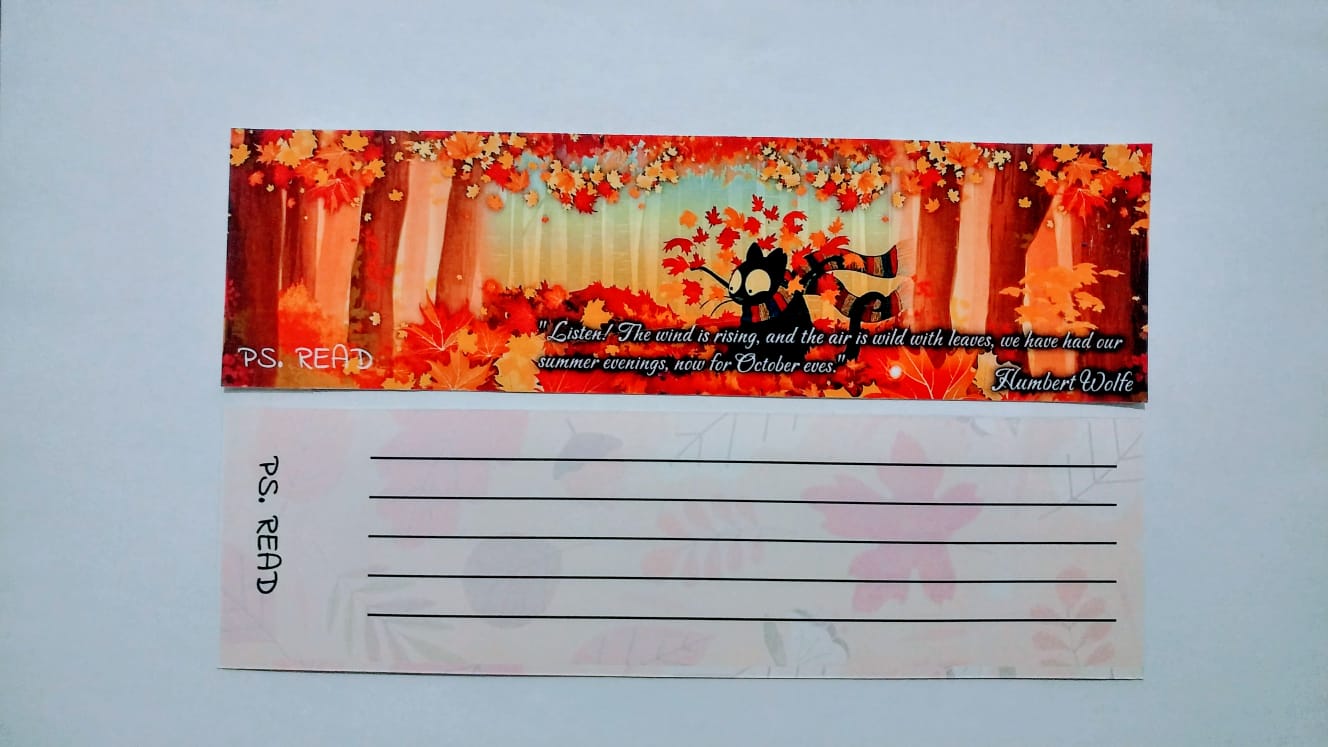 PS. READ
"Listen! The wind is rising, and the air is wild with leaves, we have had our
summer evenings, now for October eves."
Humbert Wolfe
PS. READ